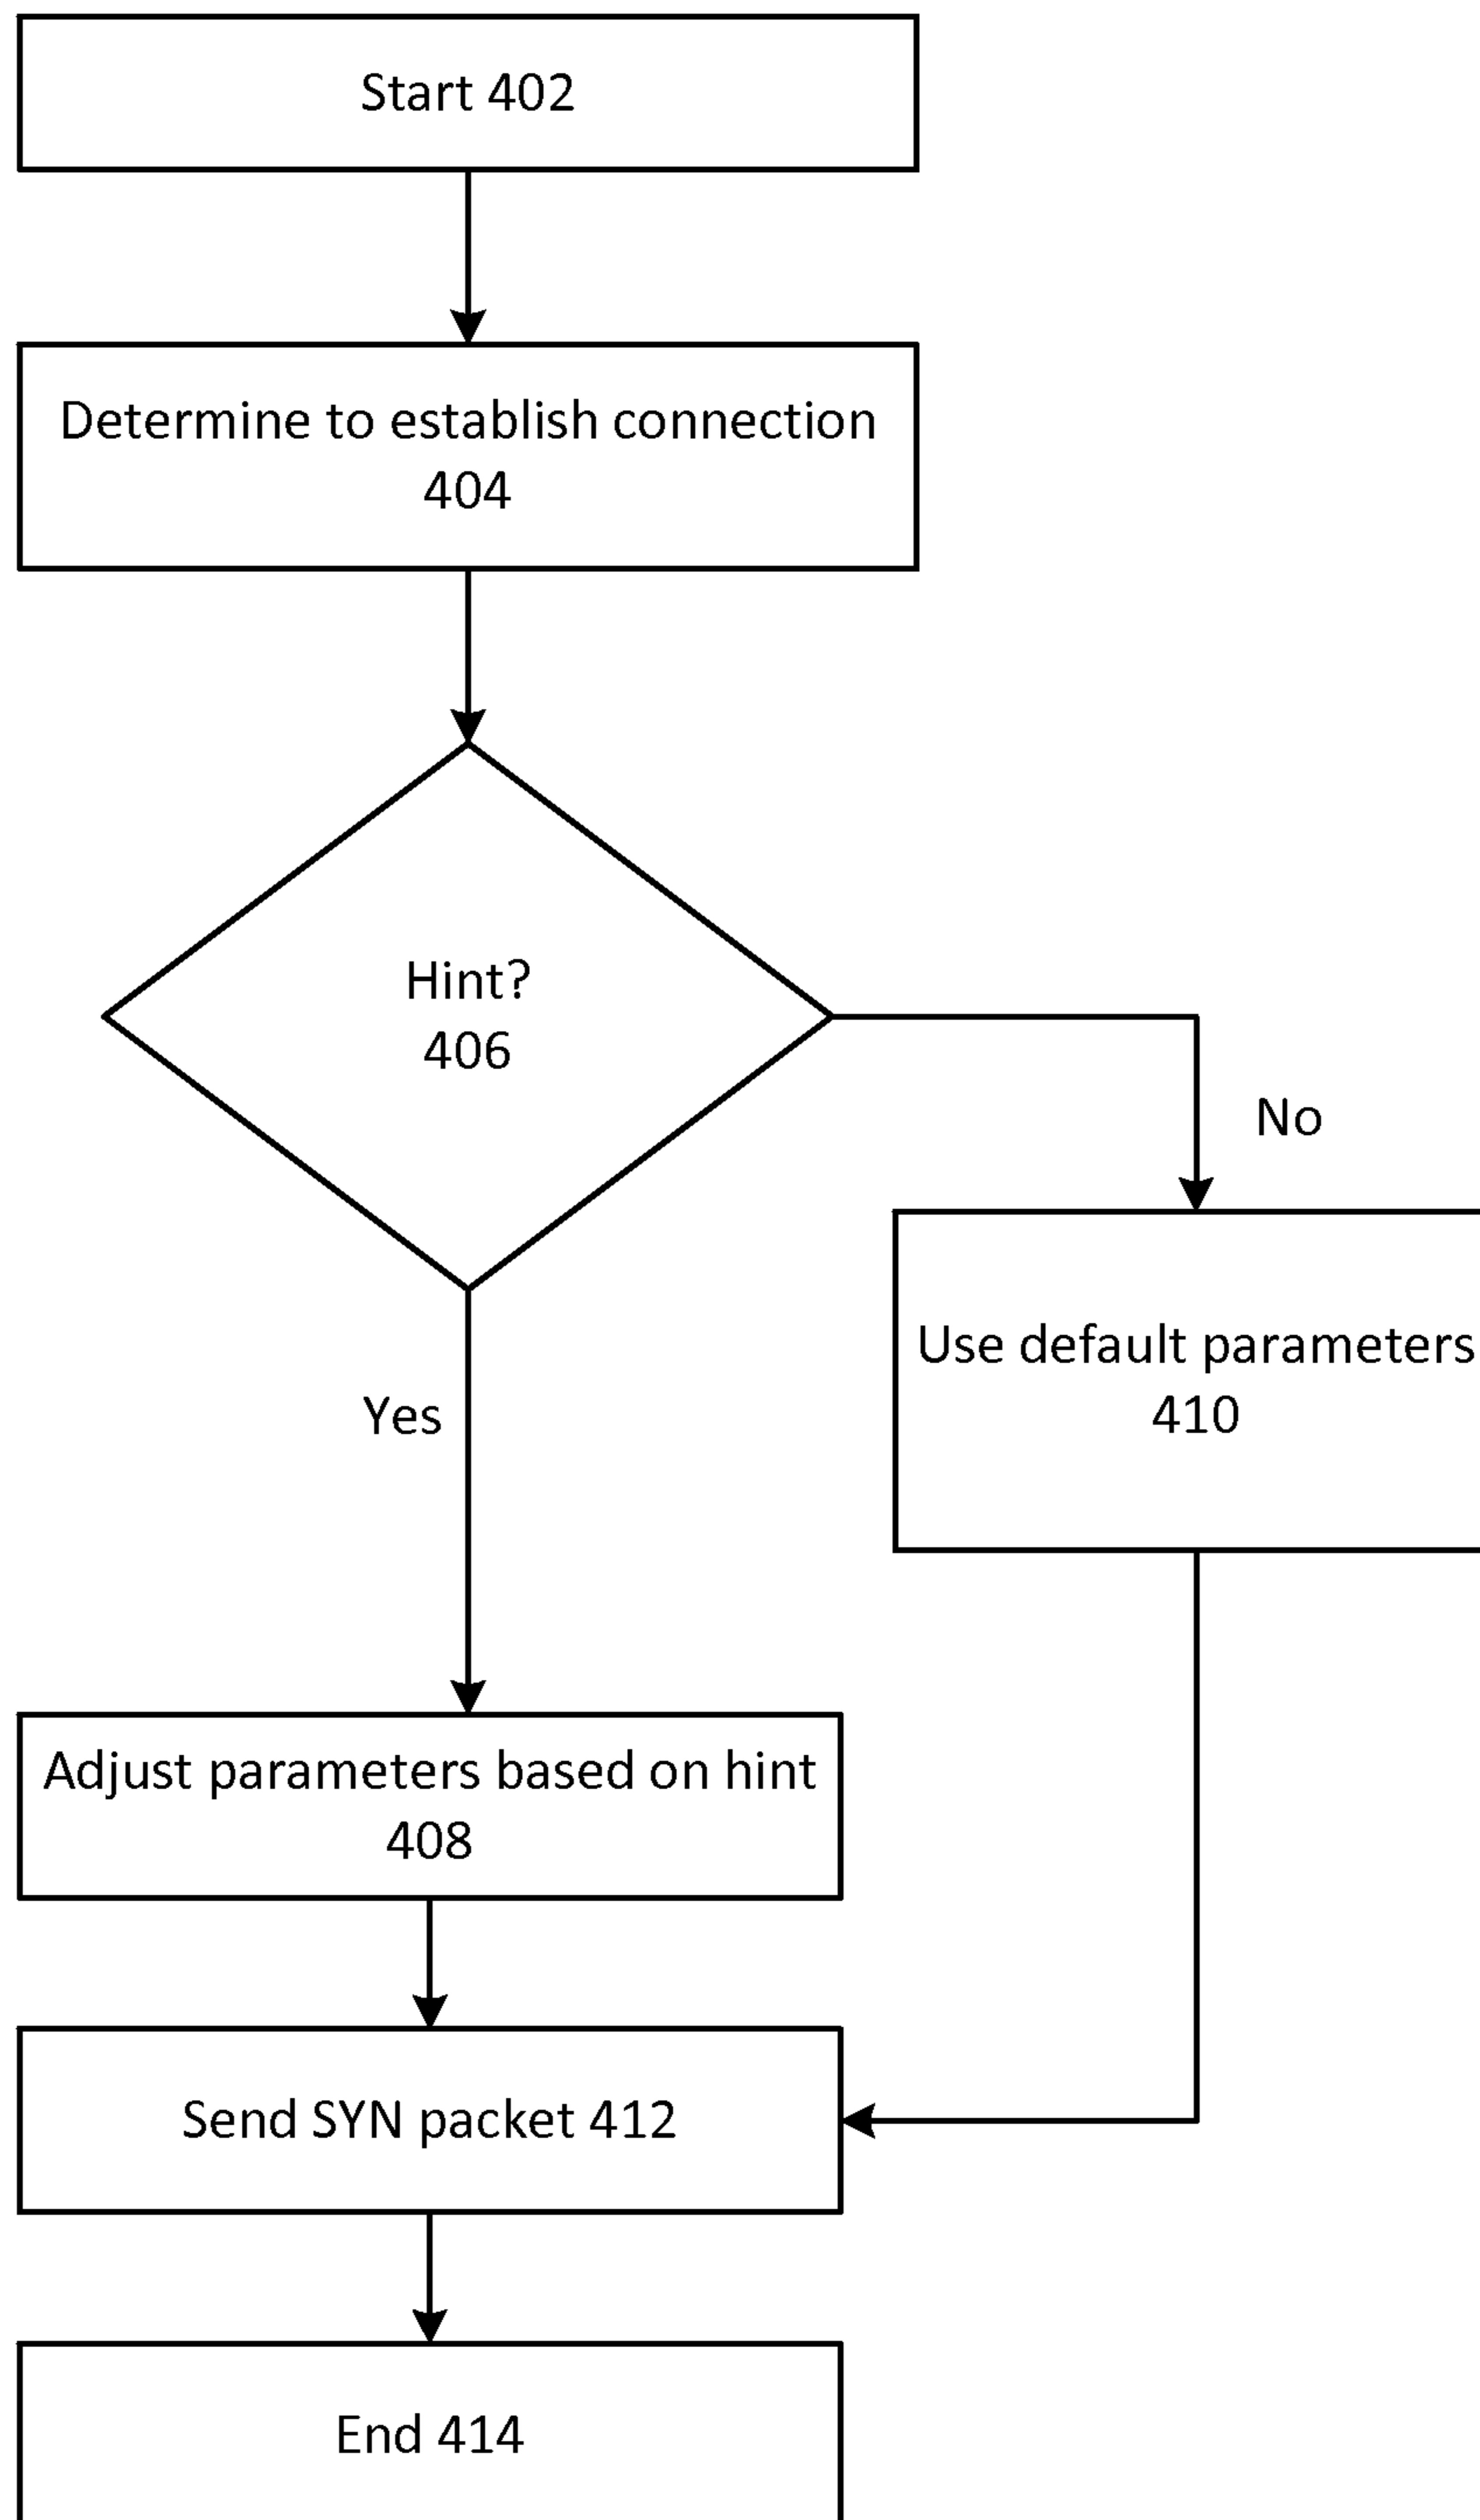 Start 402
Determine to establish connection
404
Hint?
406
No
Use default parameters
410
Yes
Adjust parameters based on hint
408
Send SYN packet 412
End 414